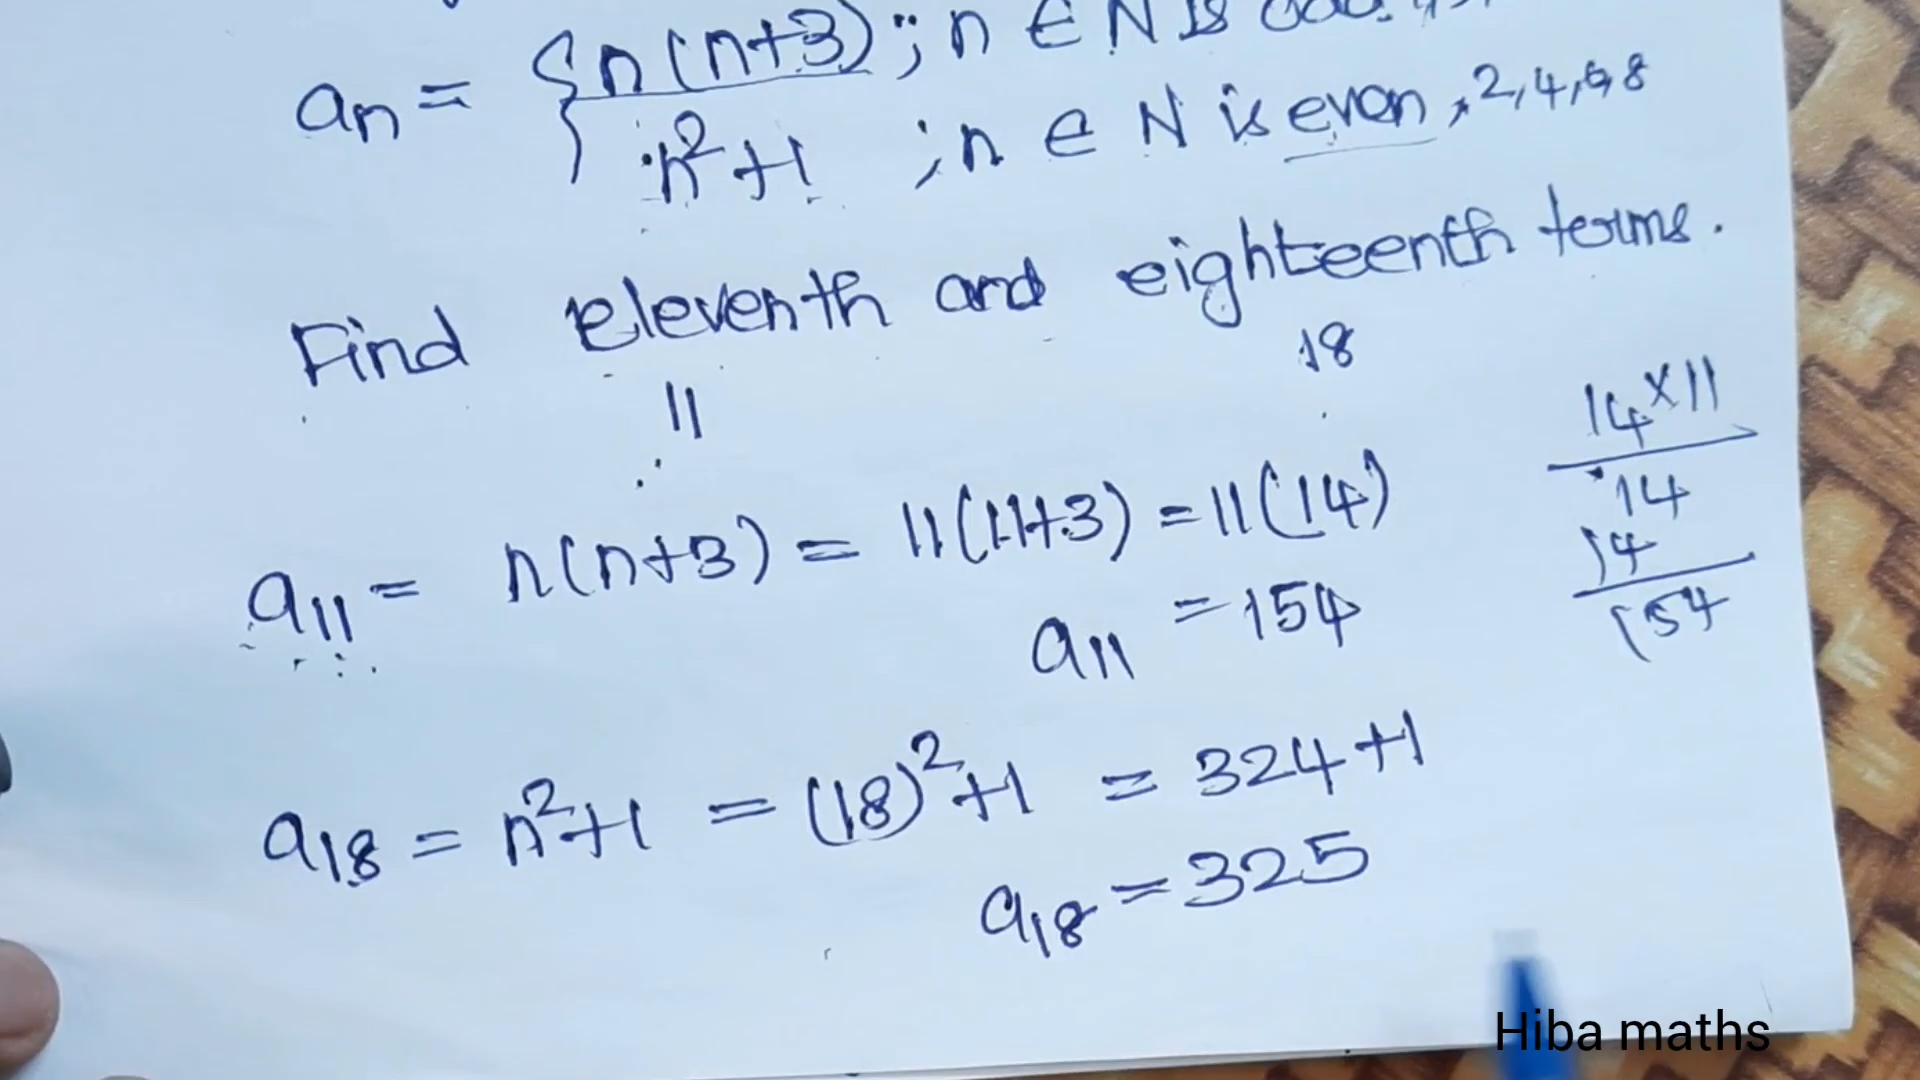 an = { n(n+3) ; n ∈ N is odd.
n²+1 ; n ∈ N is even, 2,4,6,8
Find eleventh and eighteenth terms.
11 18
a11 = n(n+3) = 11(11+3) = 11(14)
a11 = 154
14×11
14
14
154
a18 = n²+1 = (18)²+1 = 324+1
a18 = 325
Hiba maths